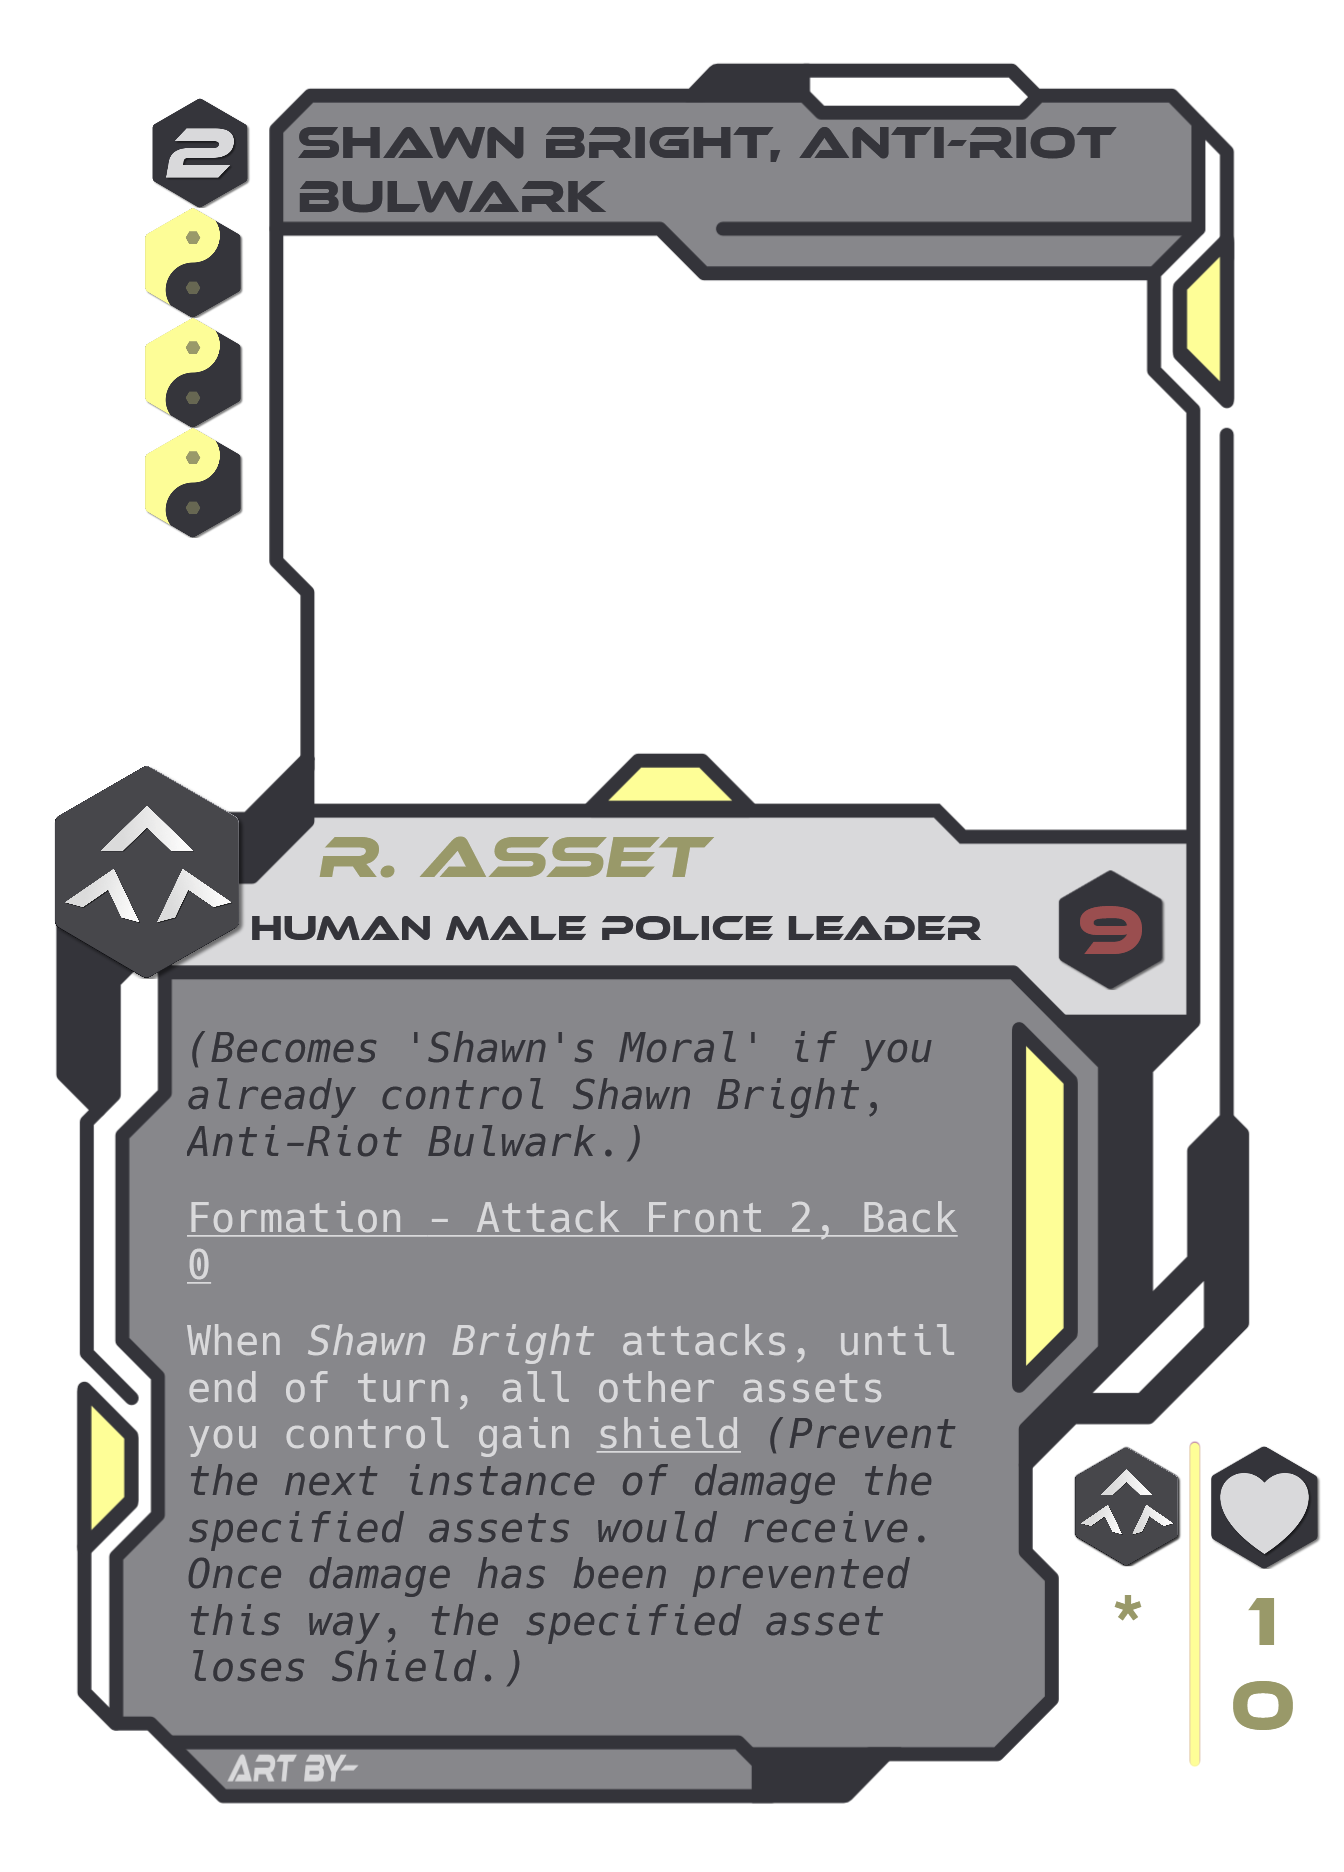 2
SHAWN BRIGHT, ANTI-RIOT
BULWARK
R. ASSET
HUMAN MALE POLICE LEADER
9
(Becomes 'Shawn's Moral' if you
already control Shawn Bright,
Anti-Riot Bulwark.)
Formation - Attack Front 2, Back
0
When Shawn Bright attacks, until
end of turn, all other assets
you control gain shield (Prevent
the next instance of damage the
specified assets would receive.
Once damage has been prevented
this way, the specified asset
loses Shield.)
*
1
0
ART BY-